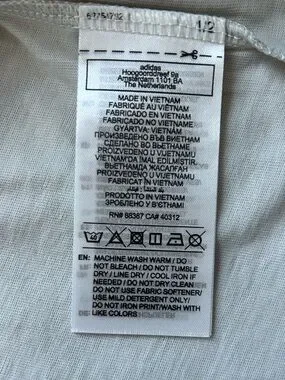 1/2
adidas
Hoogoorddreef 9a
Amsterdam 1101 BA
The Netherlands
MADE IN VIETNAM
FABRIQUÉ AU VIÊTNAM
FABRICADO EN VIETNAM
FABRICADO NO VIETNAME
GYÁRTVA: VIETNAM
ПРОИЗВЕДЕНО ВЪВ ВИЕТНАМ
СДЕЛАНО ВО ВЬЕТНАМЕ
PROIZVEDENO U VIJETNAMU
VIETNAM'DA İMAL EDİLMİŞTİR.
ВЬЕТНАМДА ЖАСАЛҒАН
PROIZVEDENO U VIJETNAMU
FABRICAT ÎN VIETNAM
PRODOTTO IN VIETNAM
ЗРОБЛЕНО У В'ЄТНАМ
RN# 88387 CA# 40312
EN: MACHINE WASH WARM / DO
NOT BLEACH / DO NOT TUMBLE
DRY / LINE DRY / COOL IRON IF
NEEDED / DO NOT DRY CLEAN
DO NOT USE FABRIC SOFTENER/
USE MILD DETERGENT ONLY/
DO NOT IRON PRINT/WASH WITH
LIKE COLORS